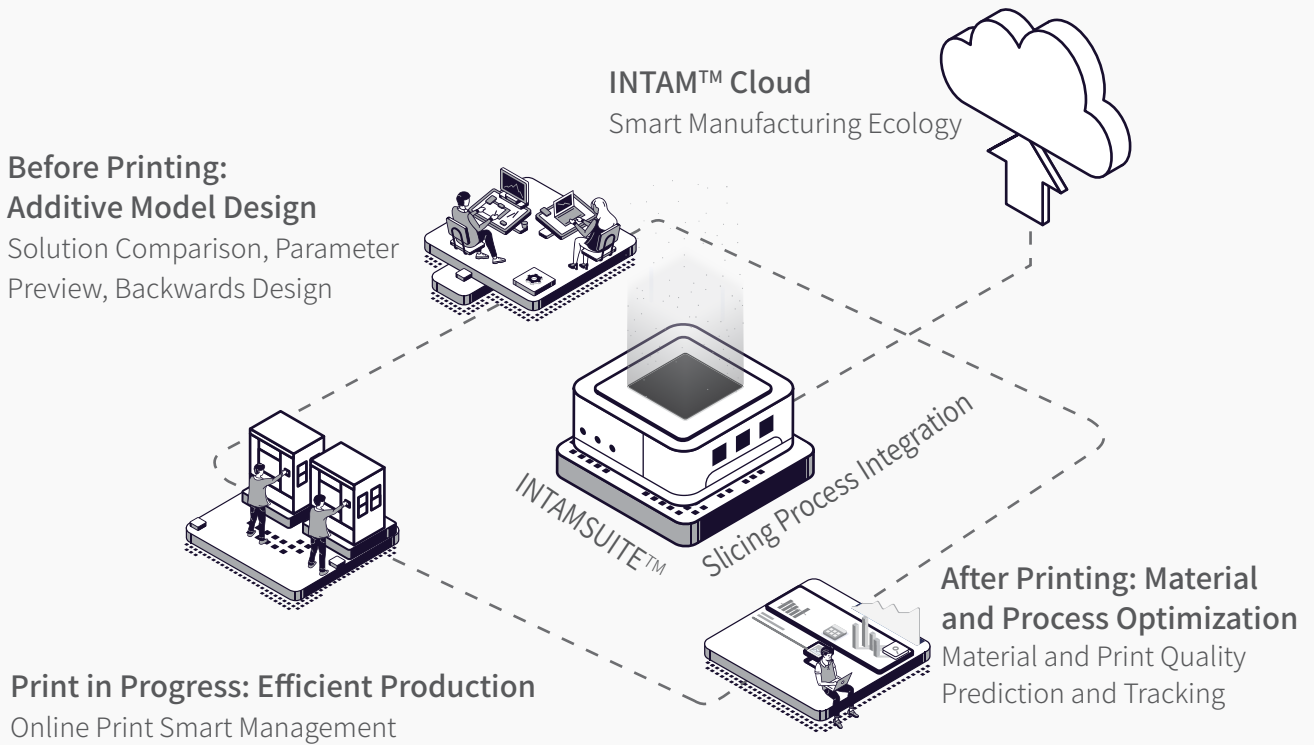 INTAM™ Cloud
Smart Manufacturing Ecology
Before Printing:
Additive Model Design
Solution Comparison, Parameter
Preview, Backwards Design
INTAMSUITE™
Slicing Process Integration
After Printing: Material
and Process Optimization
Material and Print Quality
Prediction and Tracking
Print in Progress: Efficient Production
Online Print Smart Management